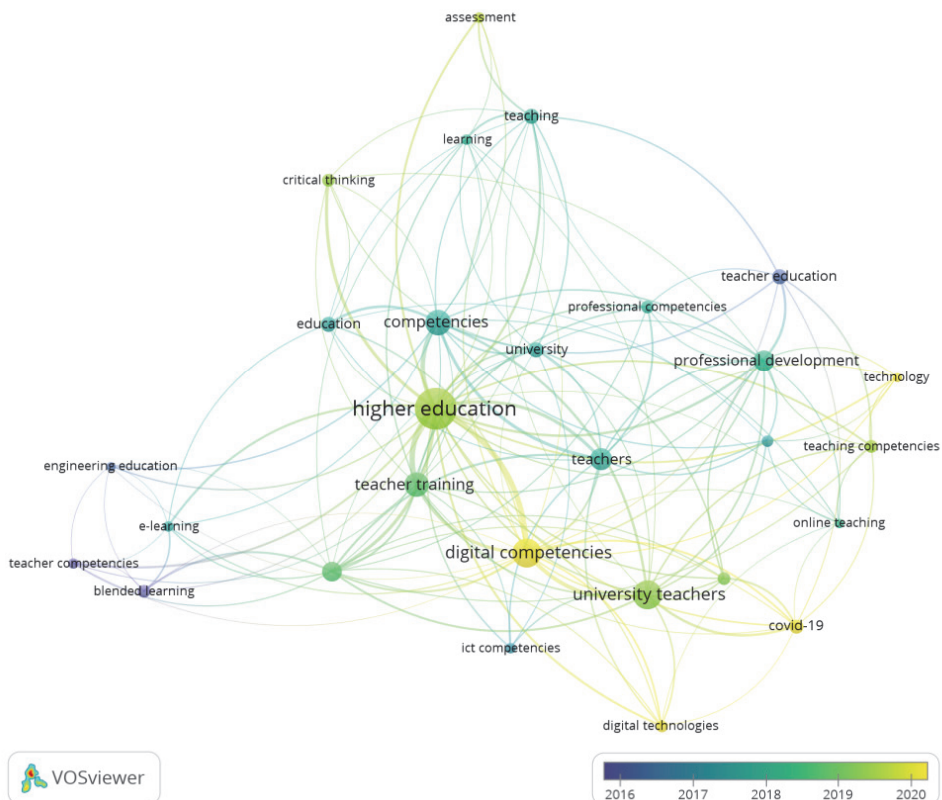 assessment
teaching
learning
critical thinking
teacher education
professional competencies
education
competencies
university
professional development
technology
higher education
teaching competencies
engineering education
teachers
teacher training
e-learning
online teaching
digital competencies
teacher competencies
blended learning
university teachers
covid-19
ict competencies
digital technologies
VOSviewer
2016 2017 2018 2019 2020